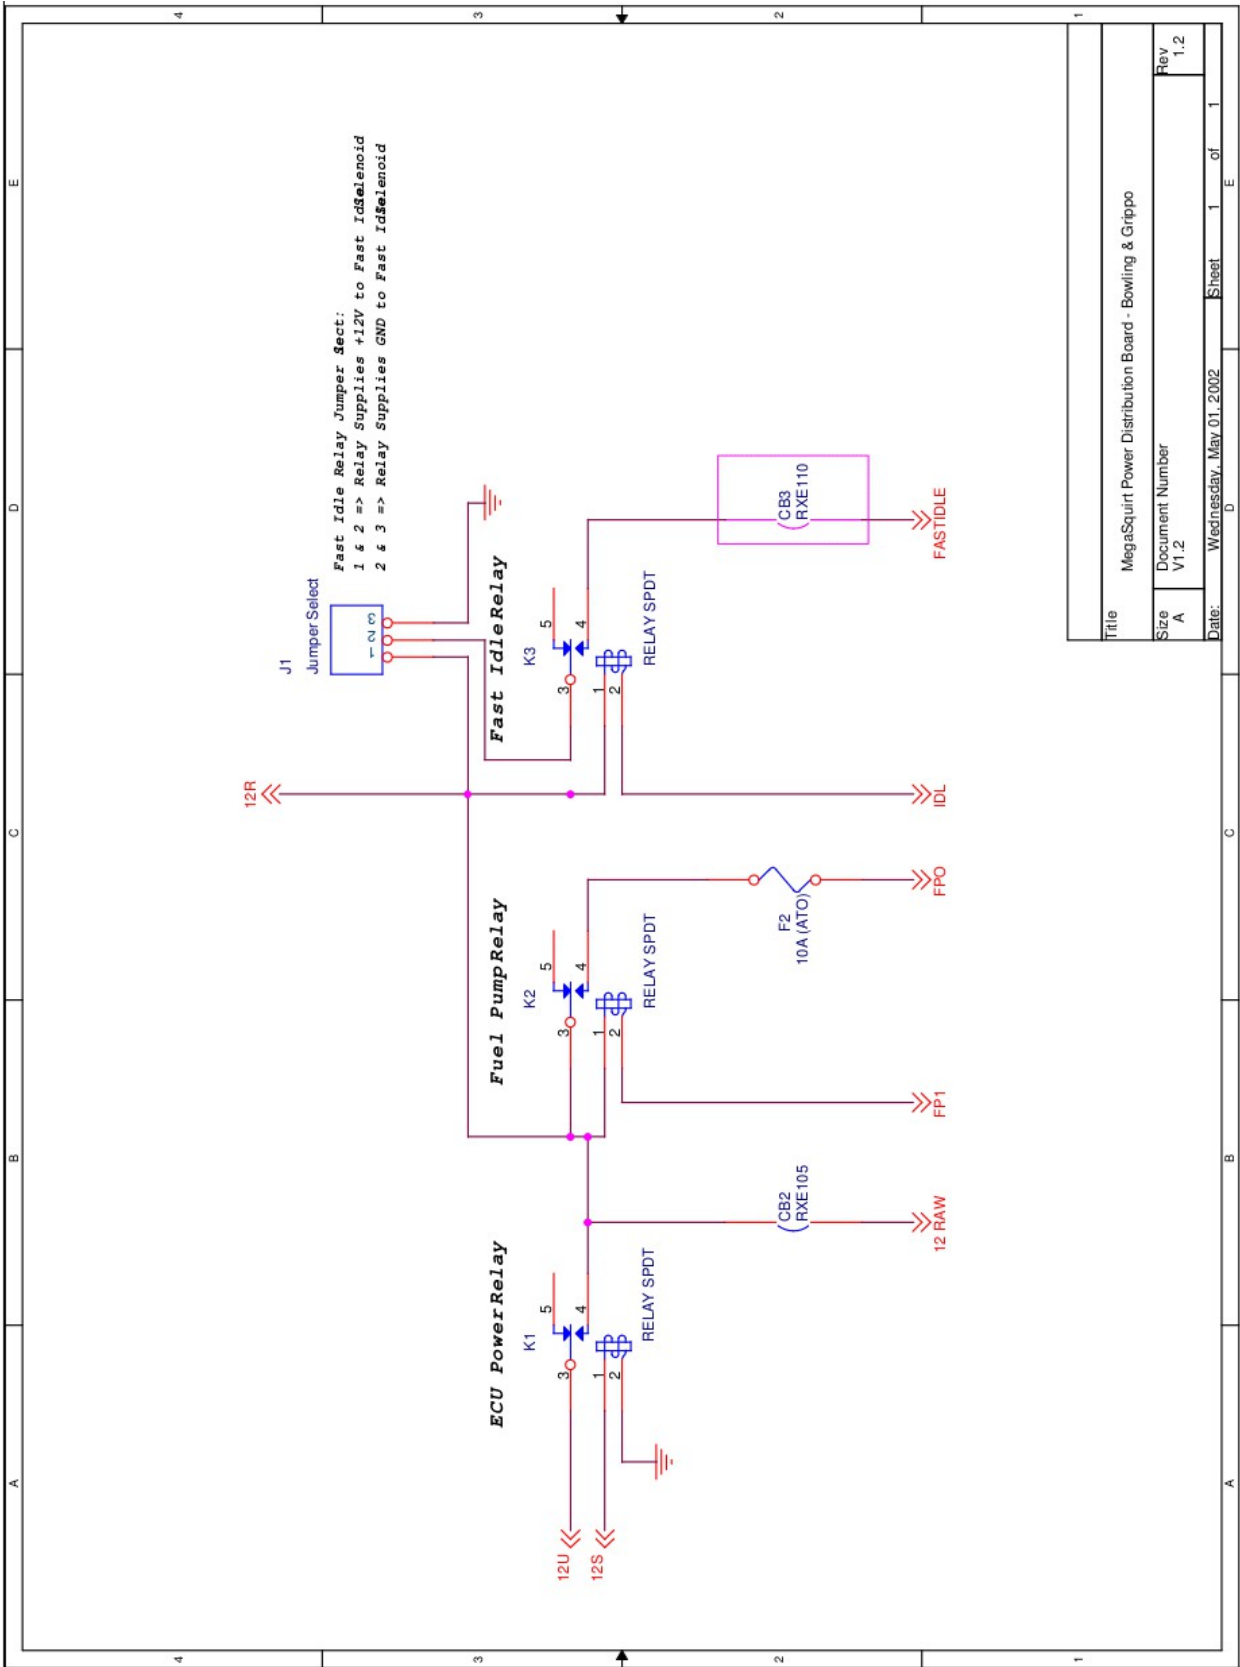 A
B
C
D
E
4
3
2
1
12R
J1
Jumper Select
1
2
3
Fast Idle Relay Jumper Sect:
1 & 2 => Relay Supplies +12V to Fast Idle
2 & 3 => Relay Supplies GND to Fast Idle
ECU Power Relay
K1
3
5
4
1
2
RELAY SPDT
12U
12S
Fuel Pump Relay
K2
3
5
4
1
2
RELAY SPDT
Fast Idle Relay
K3
3
5
4
1
2
RELAY SPDT
CB2
RXE105
F2
10A (ATO)
CB3
RXE110
12 RAW
FP1
FPO
IDL
FASTIDLE
Title
MegaSquirt Power Distribution Board - Bowling & Grippo
Size
A
Document Number
V1.2
Rev
1.2
Date:
Wednesday, May 01, 2002
Sheet
1
of
1
4
3
2
1
A
B
C
D
E